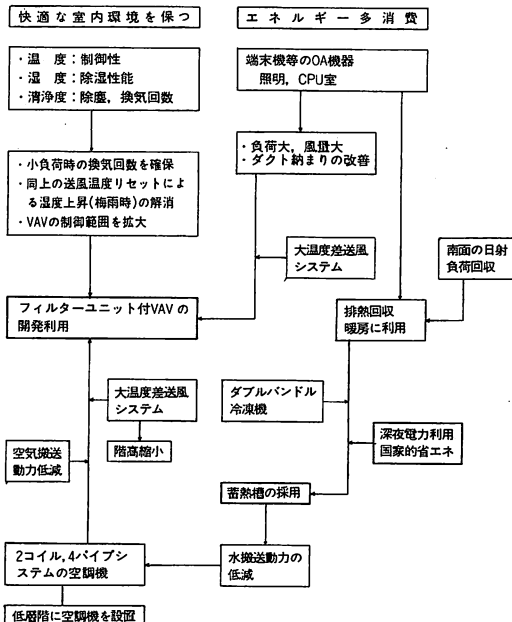 快適な室内環境を保つ
エネルギー多消費
・温　度：制御性
・湿　度：除湿性能
・清浄度：除塵，換気回数
端末機等のOA機器
照明，CPU室
・負荷大，風量大
・ダクト納まりの改善
・小負荷時の換気回数を確保
・同上の送風温度リセットによ
る湿度上昇(梅雨時)の解消
・VAVの制御範囲を拡大
大温度差送風
システム
南面の日射
負荷回収
フィルターユニット付VAVの
開発利用
排熱回収
暖房に利用
大温度差送風
システム
ダブルバンドル
冷凍機
階高縮小
深夜電力利用
国家的省エネ
空気搬送
動力低減
蓄熱槽の採用
2コイル,4パイプシ
ステムの空調機
水搬送動力の
低減
低層階に空調機を設置